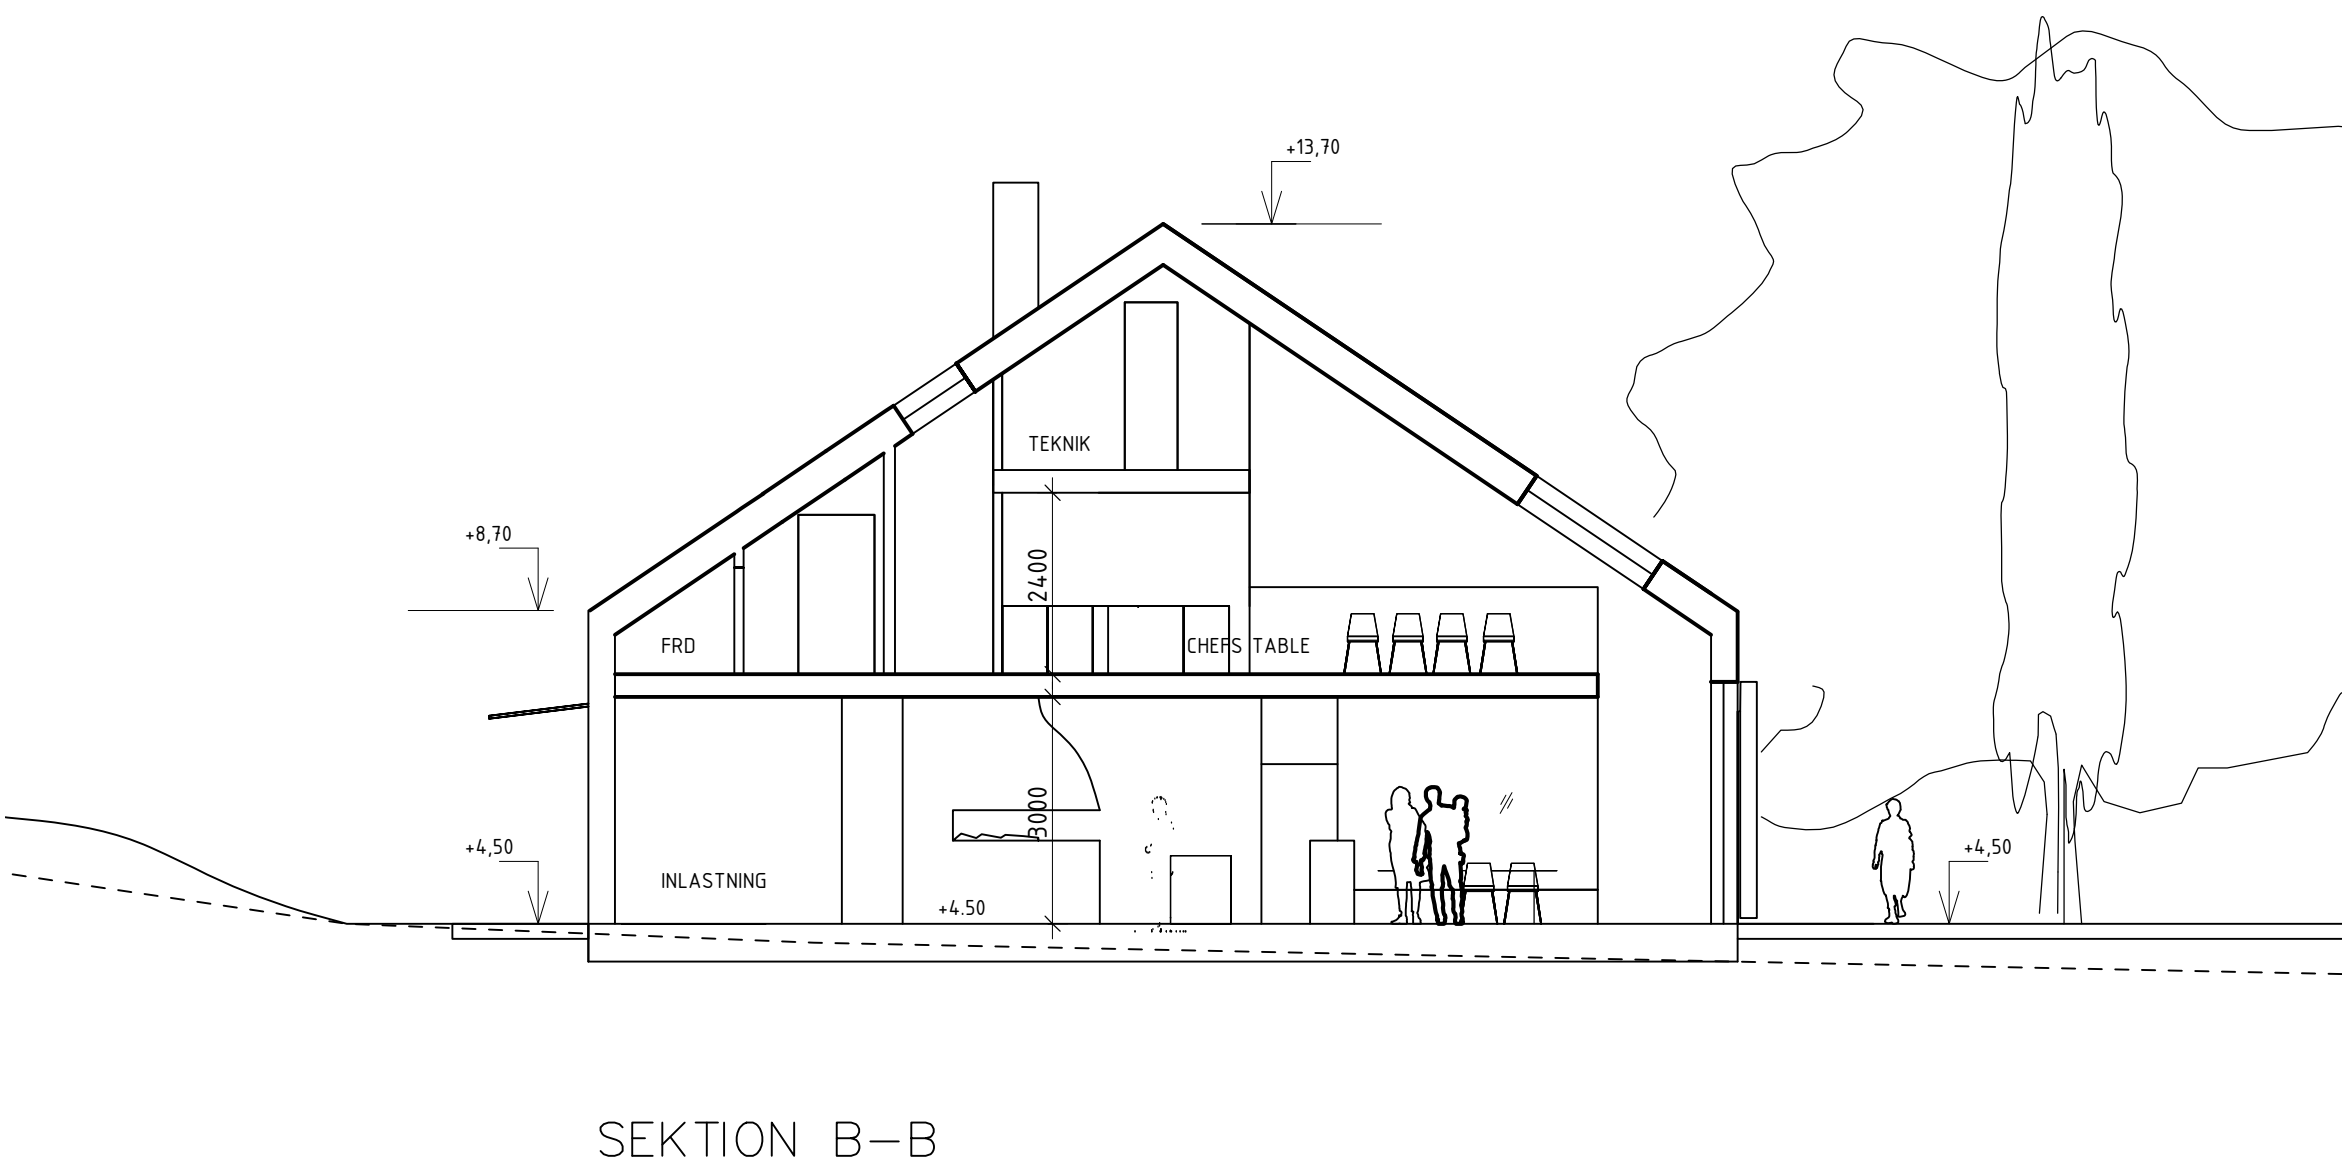 +13,70
TEKNIK
+8,70
2400
FRD
CHEFS TABLE
3000
+4,50
+4,50
INLASTNING
+4.50
SEKTION B-B